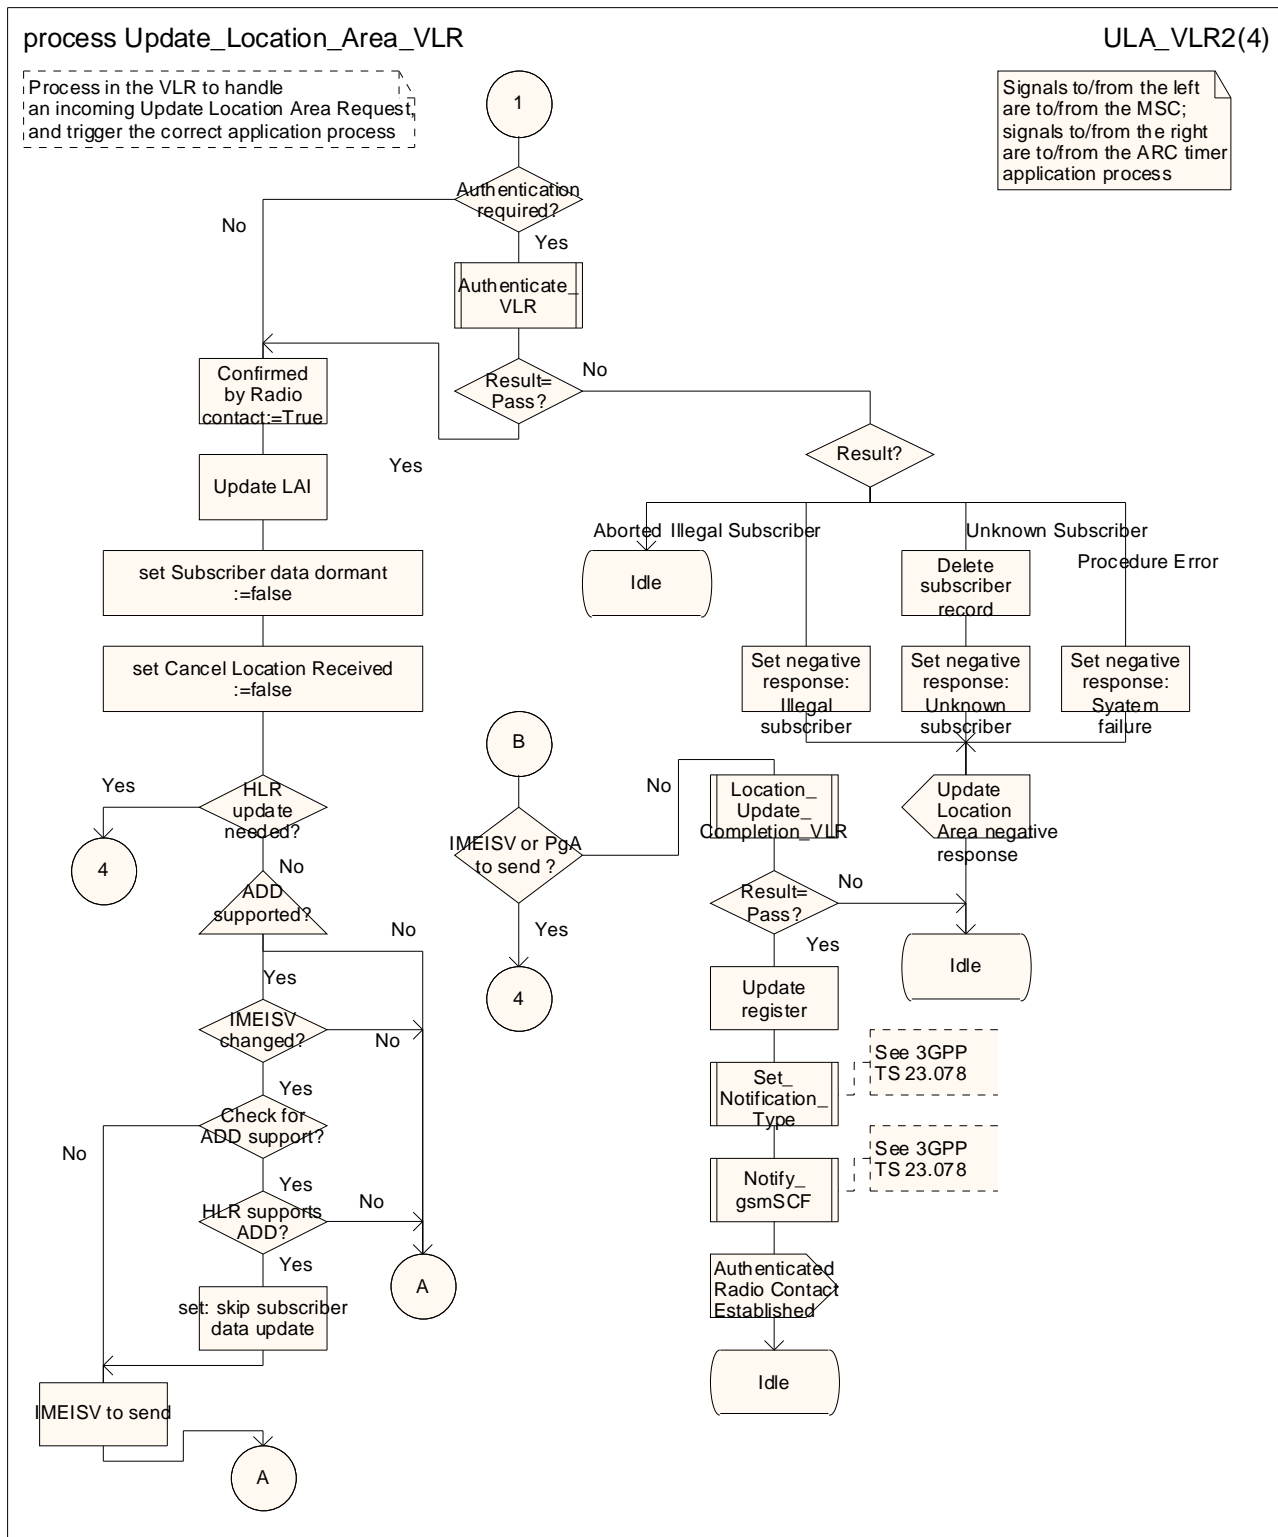 process Update_Location_Area_VLR
ULA_VLR2(4)
Process in the VLR to handle
an incoming Update Location Area Request,
and trigger the correct application process
1
Signals to/from the left
are to/from the MSC;
signals to/from the right
are to/from the ARC timer
application process
Authentication
required?
No
Yes
Authenticate_
VLR
Confirmed
by Radio
contact:=True
Result=
Pass?
No
Yes
Result?
Update LAI
Aborted
Illegal Subscriber
Unknown Subscriber
Procedure Error
set Subscriber data dormant
:=false
Idle
Delete
subscriber
record
set Cancel Location Received
:=false
Set negative
response:
Illegal
subscriber
Set negative
response:
Unknown
subscriber
Set negative
response:
Syatem
failure
B
Yes
HLR
update
needed?
No
Location_
Update_
Completion_VLR
Update
Location
Area negative
response
IMEISV or PgA
to send ?
4
No
ADD
supported?
No
Yes
Result=
Pass?
No
Yes
Idle
Yes
4
Update
register
IMEISV
changed?
No
See 3GPP
TS 23.078
Yes
Set_
Notification_
Type
Check for
ADD support?
No
See 3GPP
TS 23.078
Yes
Notify_
gsmSCF
HLR supports
ADD?
No
Yes
A
Authenticated
Radio Contact
Established
set: skip subscriber
data update
Idle
IMEISV to send
A